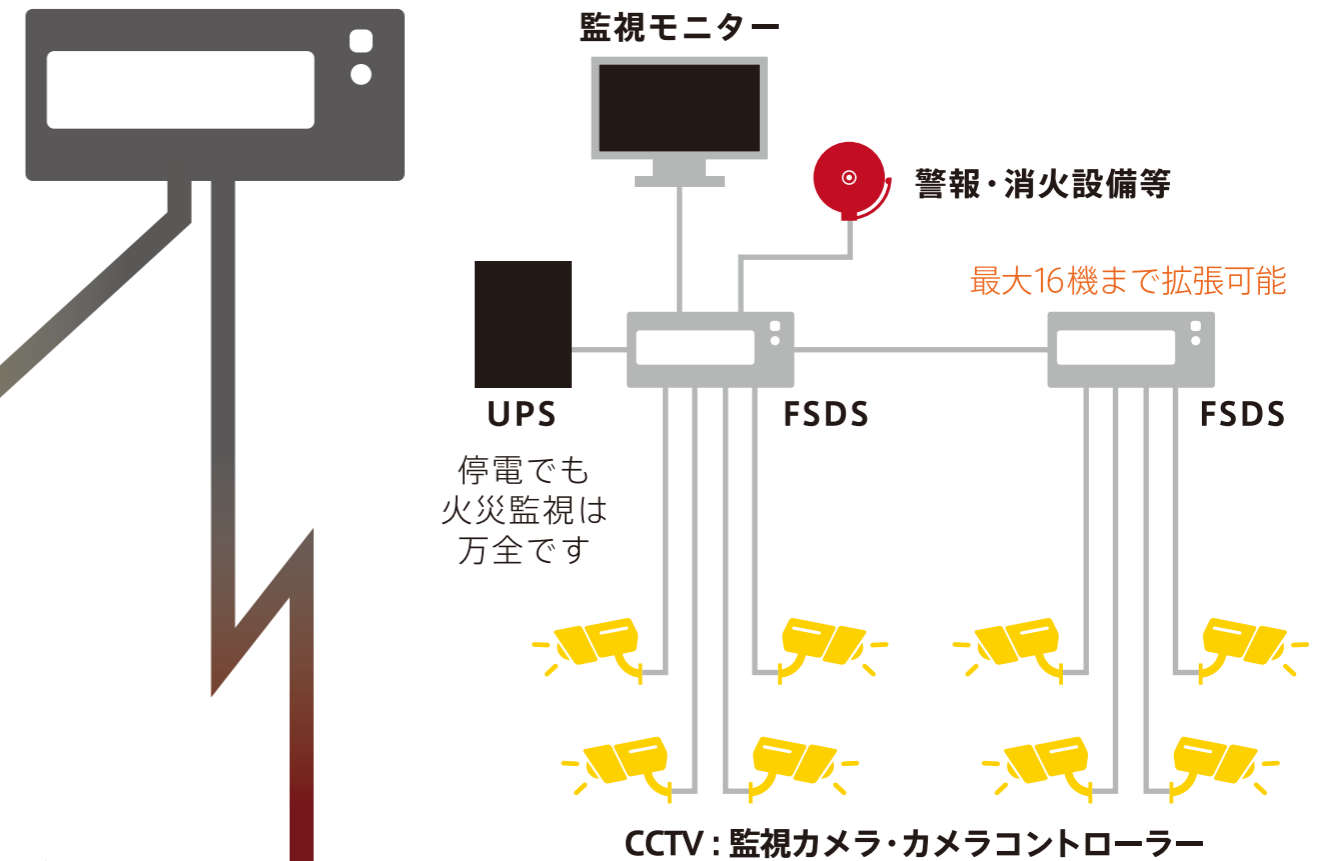 監視モニター
警報・消火設備等
最大16機まで拡張可能
UPS
FSDS
FSDS
停電でも
火災監視は
万全です
CCTV：監視カメラ・カメラコントローラー